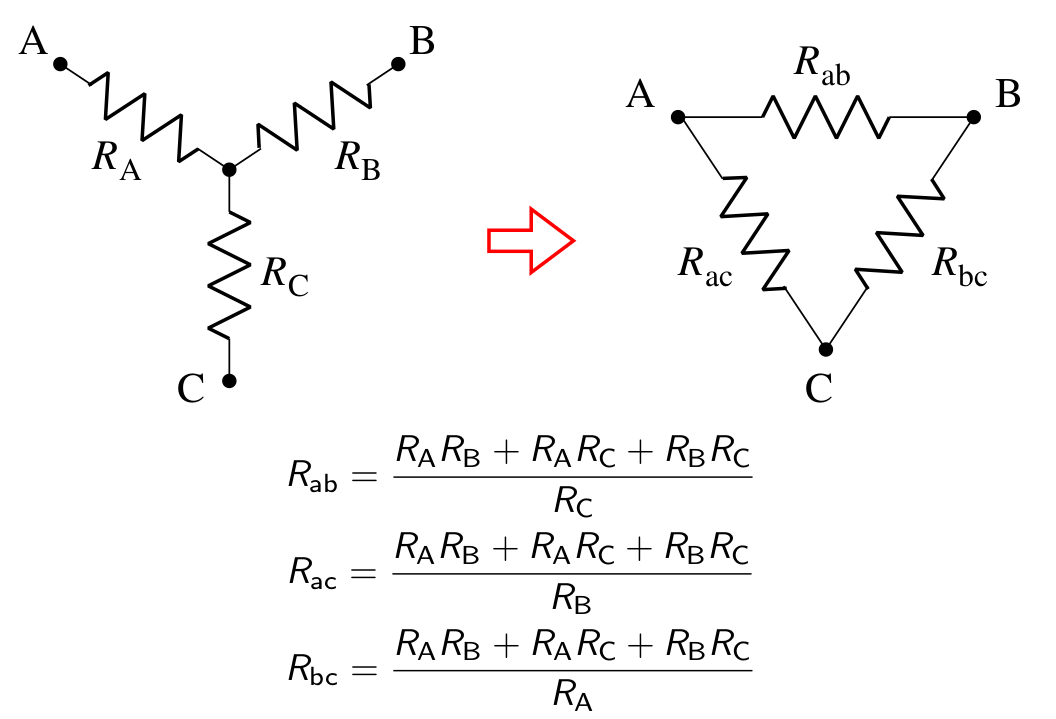 A
B
R_A
R_B
R_C
C
R_ab
A
B
R_ac
R_bc
C
R_ab = (R_A R_B + R_A R_C + R_B R_C) / R_C
R_ac = (R_A R_B + R_A R_C + R_B R_C) / R_B
R_bc = (R_A R_B + R_A R_C + R_B R_C) / R_A